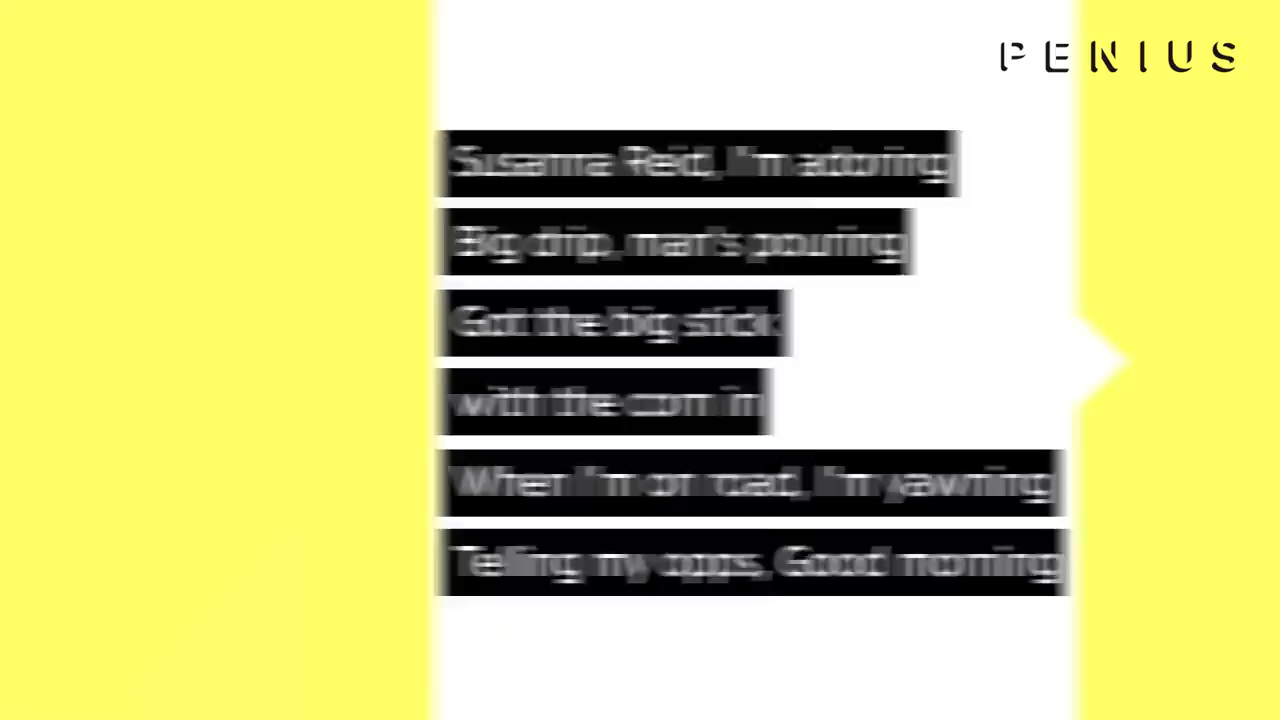 PENIUS
Susanna Reid, I'm adoring
Big drip, man's pouring
Got the big stick
with the corn in
When I'm on road, I'm yawning
Telling my opps, Good morning